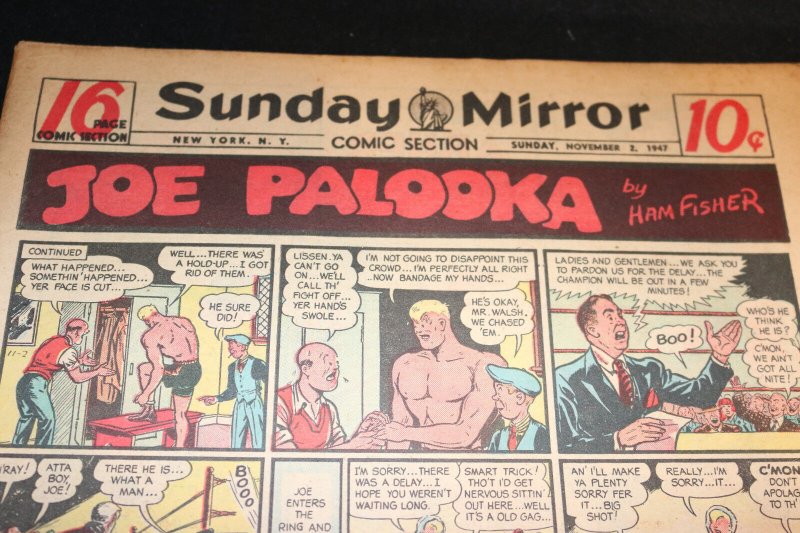 16
PAGE
COMIC SECTION
Sunday Mirror
NEW YORK, N. Y.
COMIC SECTION
SUNDAY, NOVEMBER 2, 1947
10¢
JOE PALOOKA
by
HAM FISHER
CONTINUED
WHAT HAPPENED...
SOMETHIN' HAPPENED...
YER FACE IS CUT...
WELL...THERE WAS
A HOLD-UP...I GOT
RID OF THEM.
HE SURE
DID!
11-2
LISSEN. YA
CAN'T GO
ON...WE'LL
CALL TH'
FIGHT OFF...
YER HAND'S
SWOLE...
I'M NOT GOING TO DISAPPOINT THIS
CROWD...I'M PERFECTLY ALL RIGHT
..NOW BANDAGE MY HANDS...
HE'S OKAY,
MR. WALSH.
WE CHASED
'EM.
LADIES AND GENTLEMEN...WE ASK YOU
TO PARDON US FOR THE DELAY...THE
CHAMPION WILL BE OUT IN A FEW
MINUTES!
BOO!
WHO'S HE
THINK
HE IS?
C'MON,
WE AIN'T
GOT ALL
NITE!
'RAY!
ATTA
BOY,
JOE!
THERE HE IS...
WHAT A
MAN...
BOOO
JOE
ENTERS
THE
RING AND
I'M SORRY...THERE
WAS A DELAY...I
HOPE YOU WEREN'T
WAITING LONG.
SMART TRICK!
THO'T I'D GET
NERVOUS SITTIN'
OUT HERE...WELL
IT'S A OLD GAG...
AN' I'LL MAKE
YA PLENTY
SORRY FER
IT...BIG
SHOT!
REALLY...I'M
SORRY...IT...
C'MON
DON'T
APOLAG
TO TH'